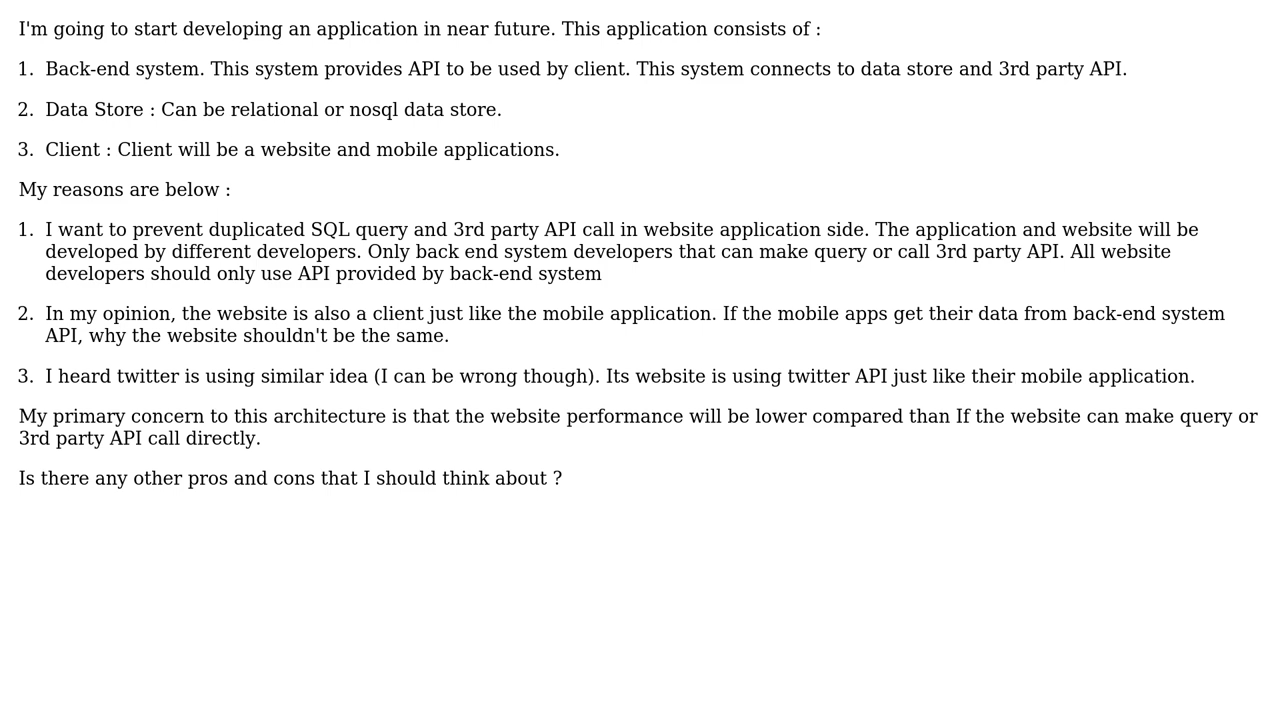 I'm going to start developing an application in near future. This application consists of :
1. Back-end system. This system provides API to be used by client. This system connects to data store and 3rd party API.
2. Data Store : Can be relational or nosql data store.
3. Client : Client will be a website and mobile applications.
My reasons are below :
1. I want to prevent duplicated SQL query and 3rd party API call in website application side. The application and website will be
developed by different developers. Only back end system developers that can make query or call 3rd party API. All website
developers should only use API provided by back-end system
2. In my opinion, the website is also a client just like the mobile application. If the mobile apps get their data from back-end system
API, why the website shouldn't be the same.
3. I heard twitter is using similar idea (I can be wrong though). Its website is using twitter API just like their mobile application.
My primary concern to this architecture is that the website performance will be lower compared than If the website can make query or
3rd party API call directly.
Is there any other pros and cons that I should think about ?